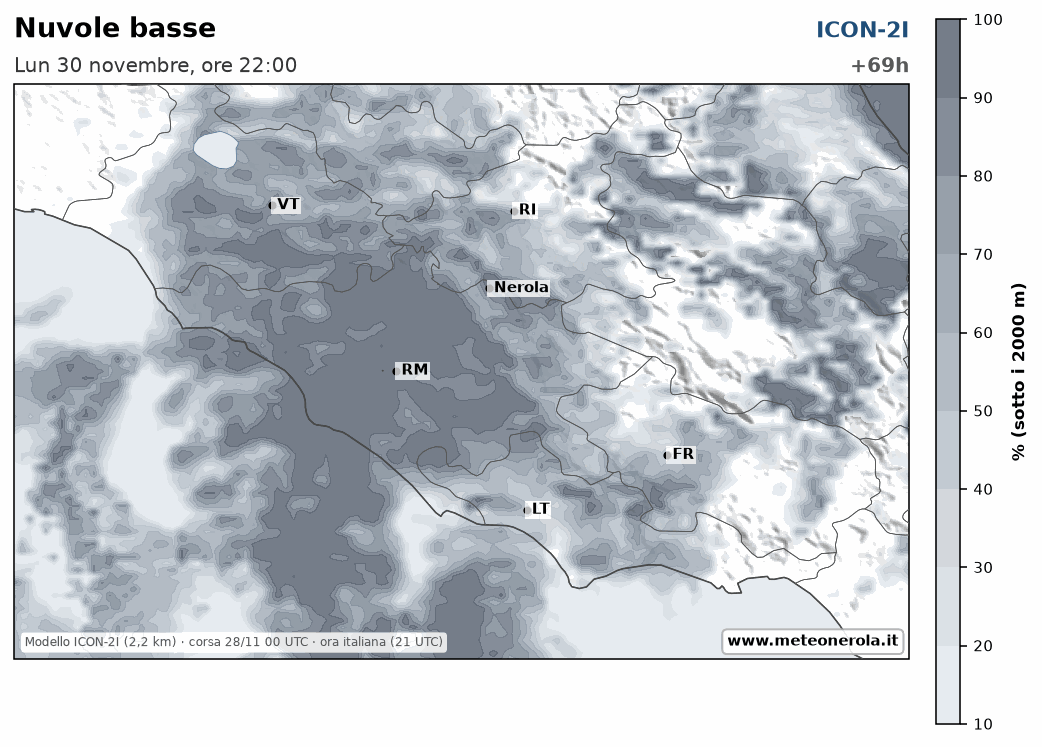 Nuvole basse
ICON-2I
Lun 30 novembre, ore 22:00
+69h
VT
RI
Nerola
RM
FR
LT
Modello ICON-2I (2,2 km) · corsa 28/11 00 UTC · ora italiana (21 UTC)
www.meteonerola.it
100
90
80
70
60
50
40
30
20
10
% (sotto i 2000 m)